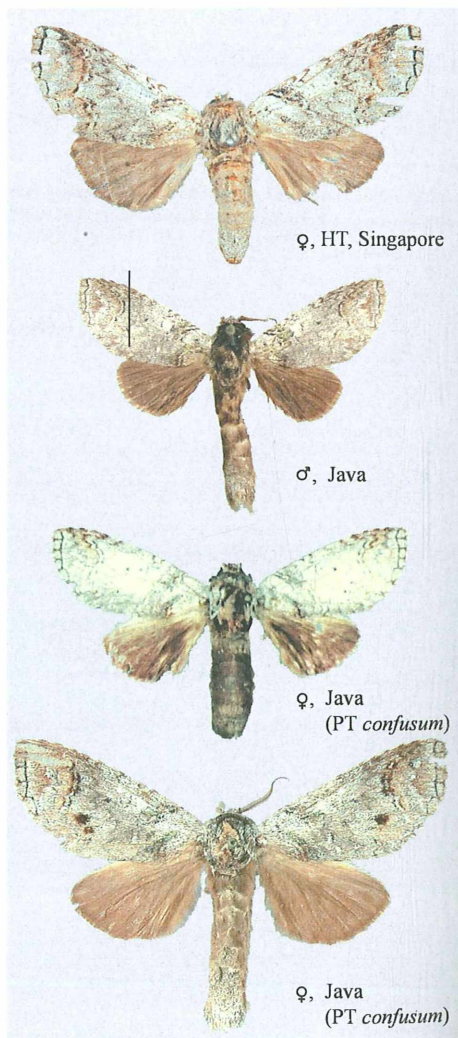 ♀, HT, Singapore
♂, Java
♀, Java
(PT confusum)
♀, Java
(PT confusum)